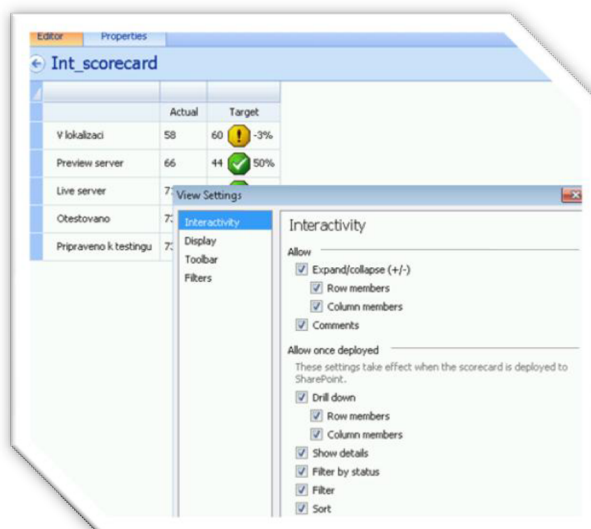 Editor Properties
Int_scorecard
Actual Target
V lokalizaci 58 60 -3%
Preview server 66 44 50%
Live server
Otestovano
Pripraveno k testingu
View Settings
Interactivity
Display
Toolbar
Filters
Interactivity
Allow
Expand/collapse (+/-)
Row members
Column members
Comments
Allow once deployed
These settings take effect when the scorecard is deployed to
SharePoint.
Drill down
Row members
Column members
Show details
Filter by status
Filter
Sort